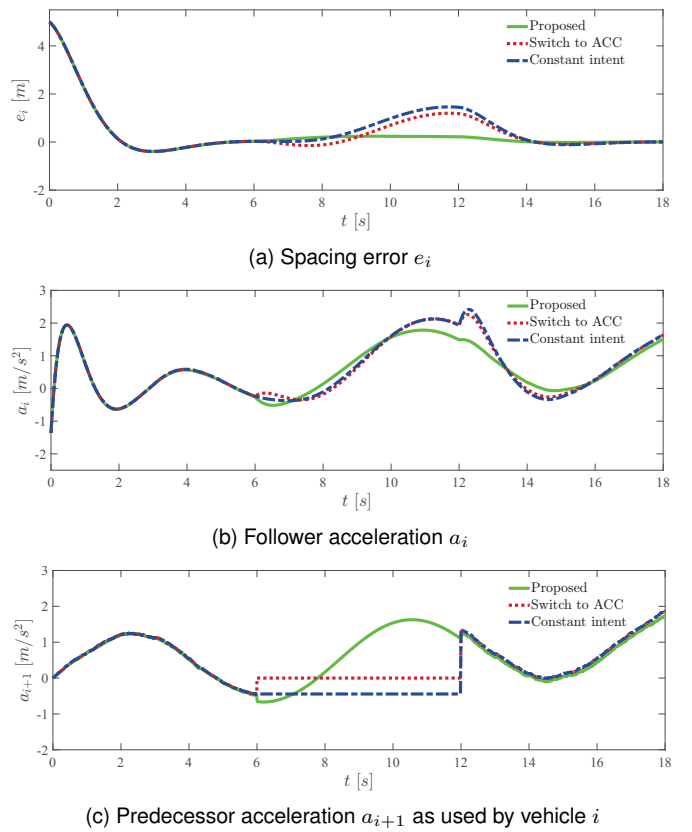 4
2
0
-2
e_i [m]
Proposed
Switch to ACC
Constant intent
0 2 4 6 8 10 12 14 16 18
t [s]
(a) Spacing error e_i
3
2
1
0
-1
-2
a_i [m/s²]
Proposed
Switch to ACC
Constant intent
0 2 4 6 8 10 12 14 16 18
t [s]
(b) Follower acceleration a_i
3
2
1
0
-1
-2
a_{i+1} [m/s²]
Proposed
Switch to ACC
Constant intent
0 2 4 6 8 10 12 14 16 18
t [s]
(c) Predecessor acceleration a_{i+1} as used by vehicle i